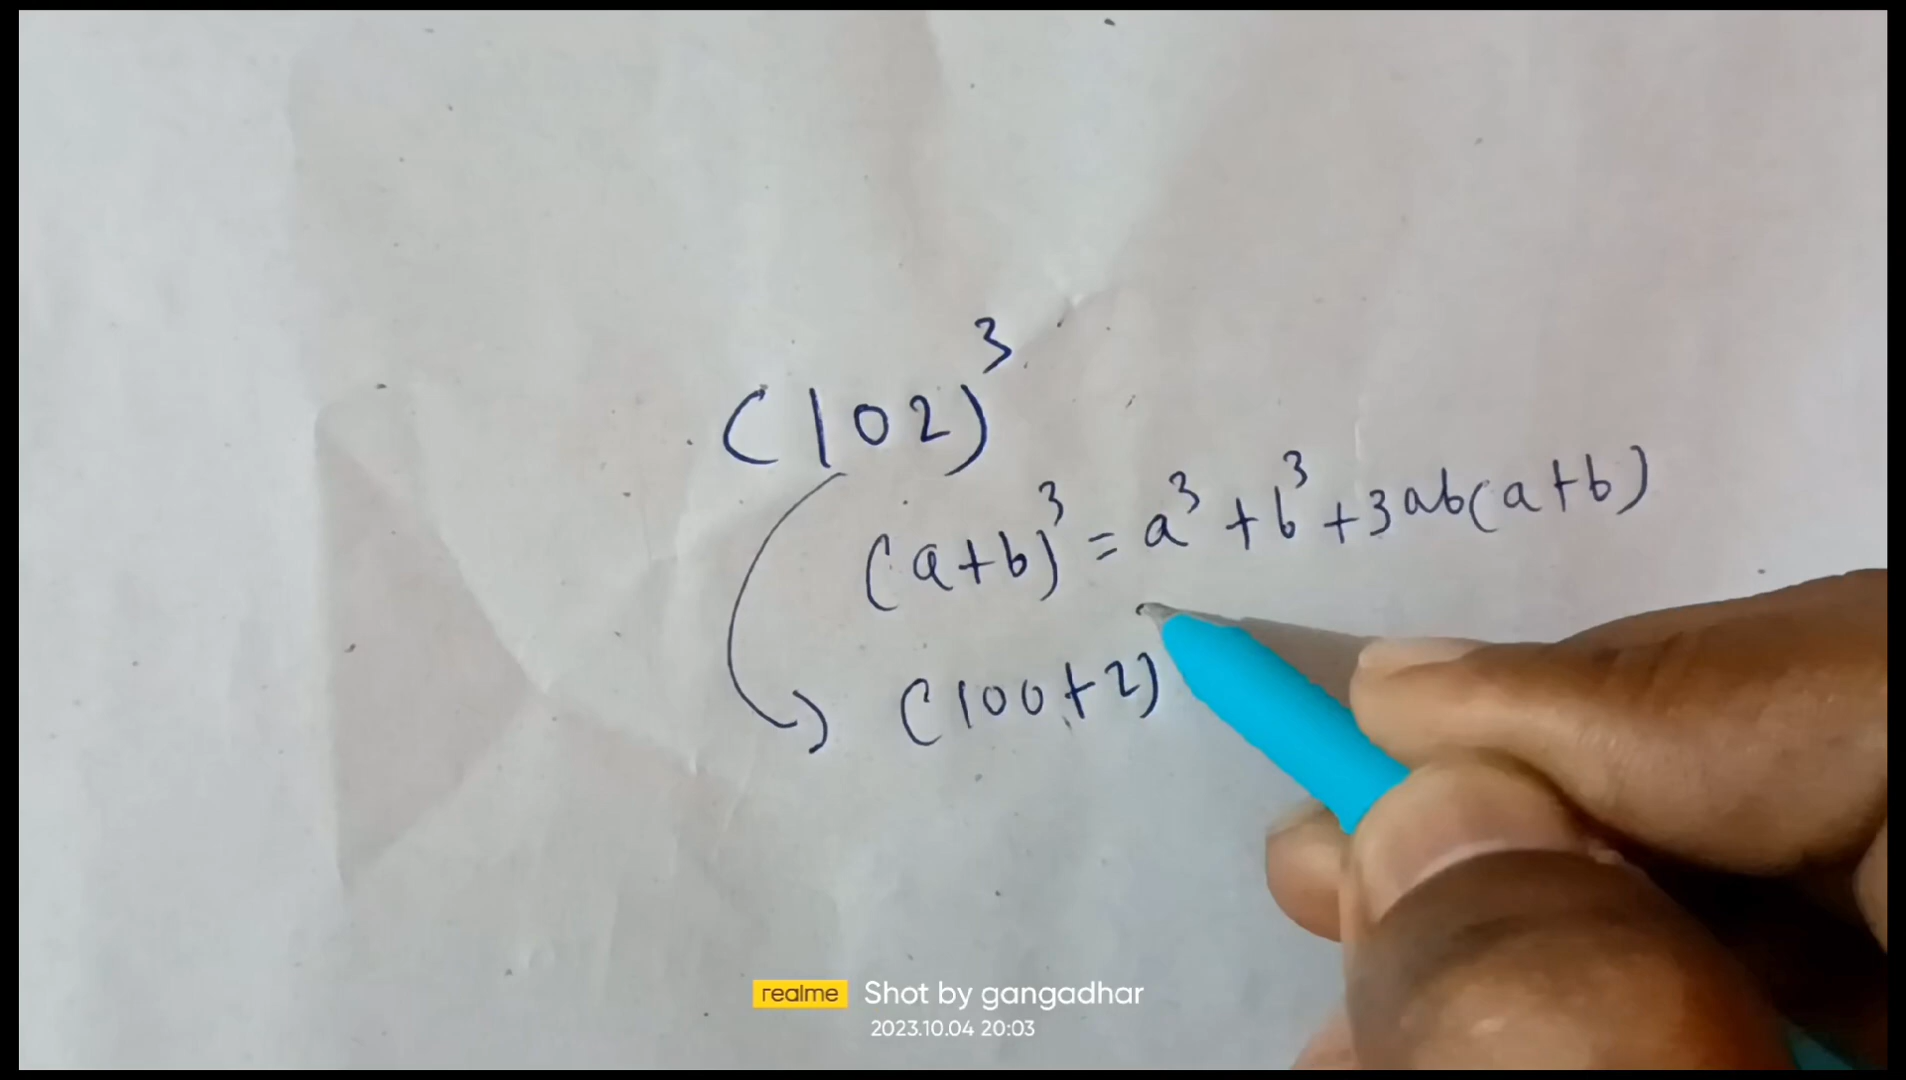 (102)³
(a+b)³ = a³ + b³ + 3ab(a+b)
(100+2)
realme Shot by gangadhar
2023.10.04 20:03